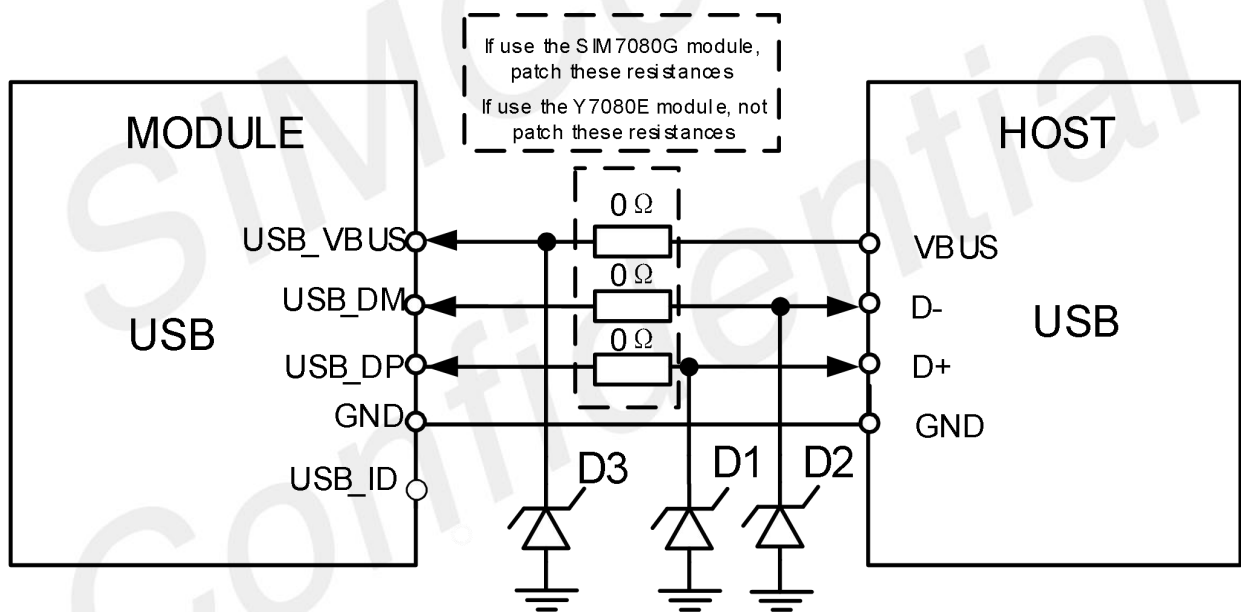 If use the SIM7080G module,
patch these resistances
If use the Y7080E module, not
patch these resistances
MODULE
HOST
0 Ω
USB_VBUS
VBUS
0 Ω
USB_DM
D-
USB
USB
0 Ω
USB_DP
D+
GND
GND
USB_ID
D3
D1
D2
SIMCom
Confidential